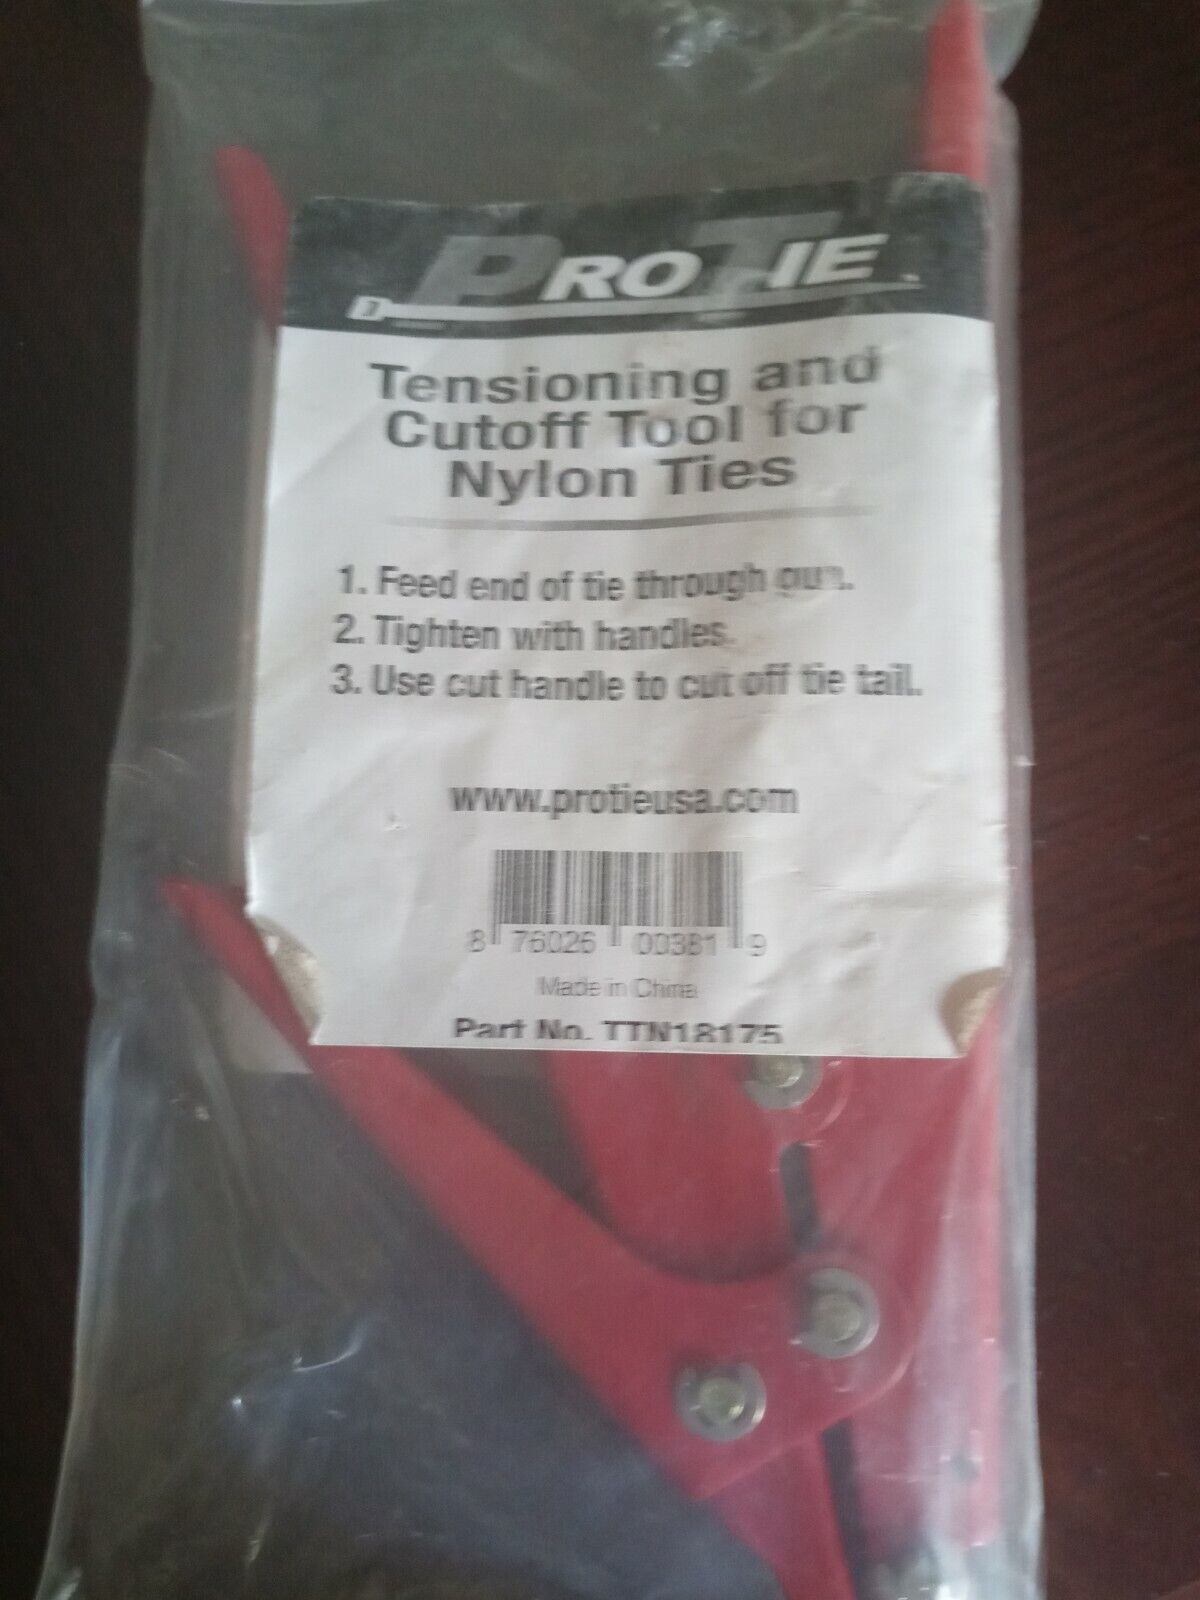 PROTIE
Tensioning and
Cutoff Tool for
Nylon Ties
1. Feed end of tie through gun.
2. Tighten with handles.
3. Use cut handle to cut off tie tail.
www.protieusa.com
8 76026 00381 9
Made in China
Part No. TTN18175